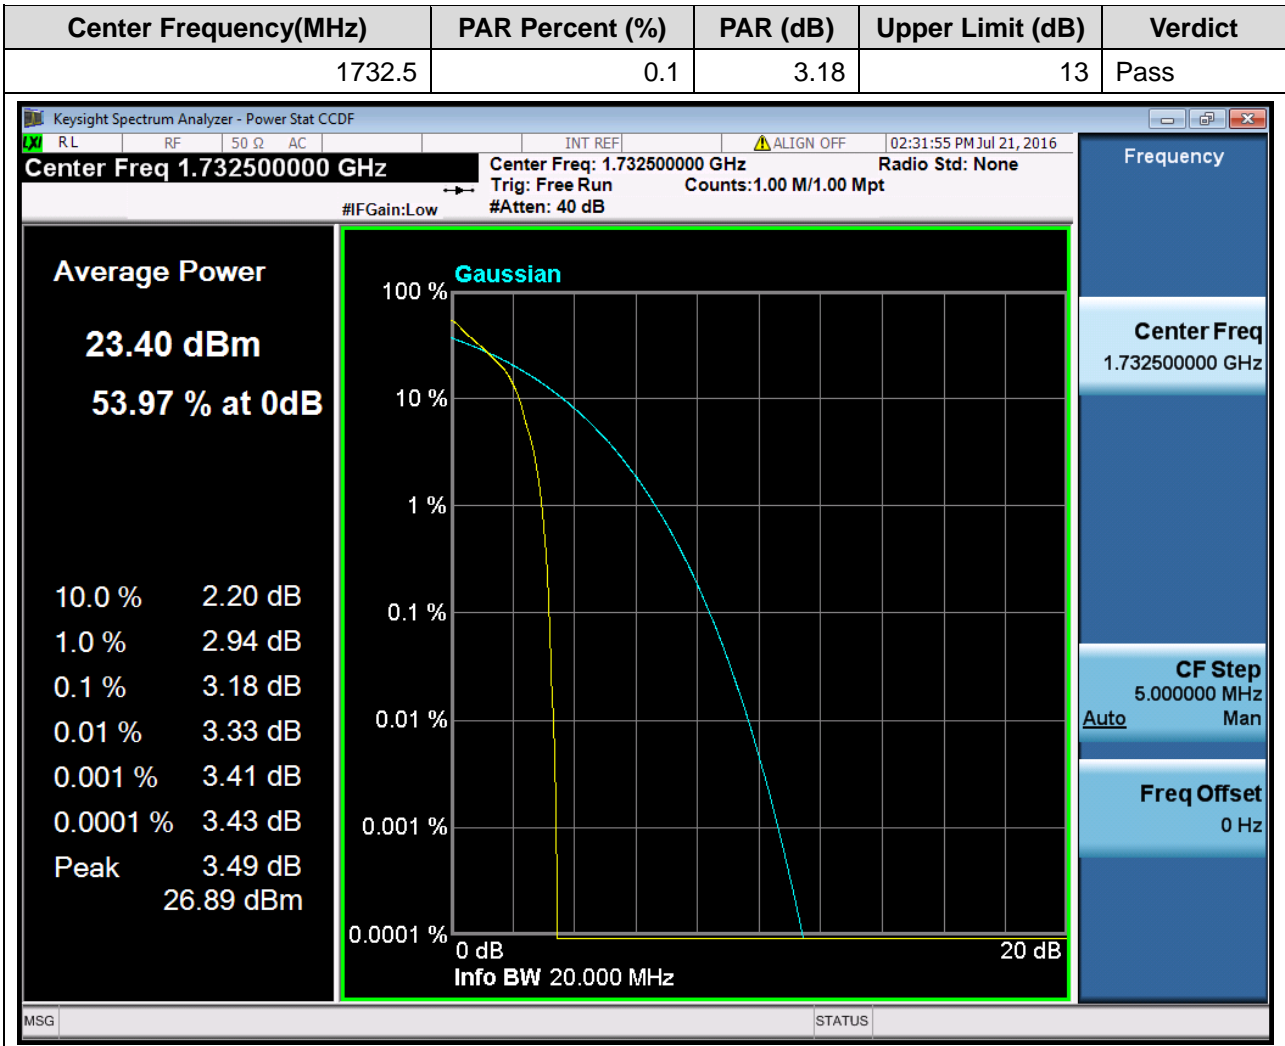 Center Frequency(MHz) PAR Percent (%) PAR (dB) Upper Limit (dB) Verdict
1732.5 0.1 3.18 13 Pass
Keysight Spectrum Analyzer - Power Stat CCDF
LXI RL RF 50 Ω AC INT REF ALIGN OFF 02:31:55 PM Jul 21, 2016
Center Freq 1.732500000 GHz
Center Freq: 1.732500000 GHz Radio Std: None
Trig: Free Run Counts:1.00 M/1.00 Mpt
#IFGain:Low #Atten: 40 dB
Average Power
23.40 dBm
53.97 % at 0dB
10.0 % 2.20 dB
1.0 % 2.94 dB
0.1 % 3.18 dB
0.01 % 3.33 dB
0.001 % 3.41 dB
0.0001 % 3.43 dB
Peak 3.49 dB
26.89 dBm
Gaussian
100 %
10 %
1 %
0.1 %
0.01 %
0.001 %
0.0001 %
0 dB 20 dB
Info BW 20.000 MHz
Frequency
Center Freq
1.732500000 GHz
CF Step
5.000000 MHz
Auto Man
Freq Offset
0 Hz
MSG STATUS